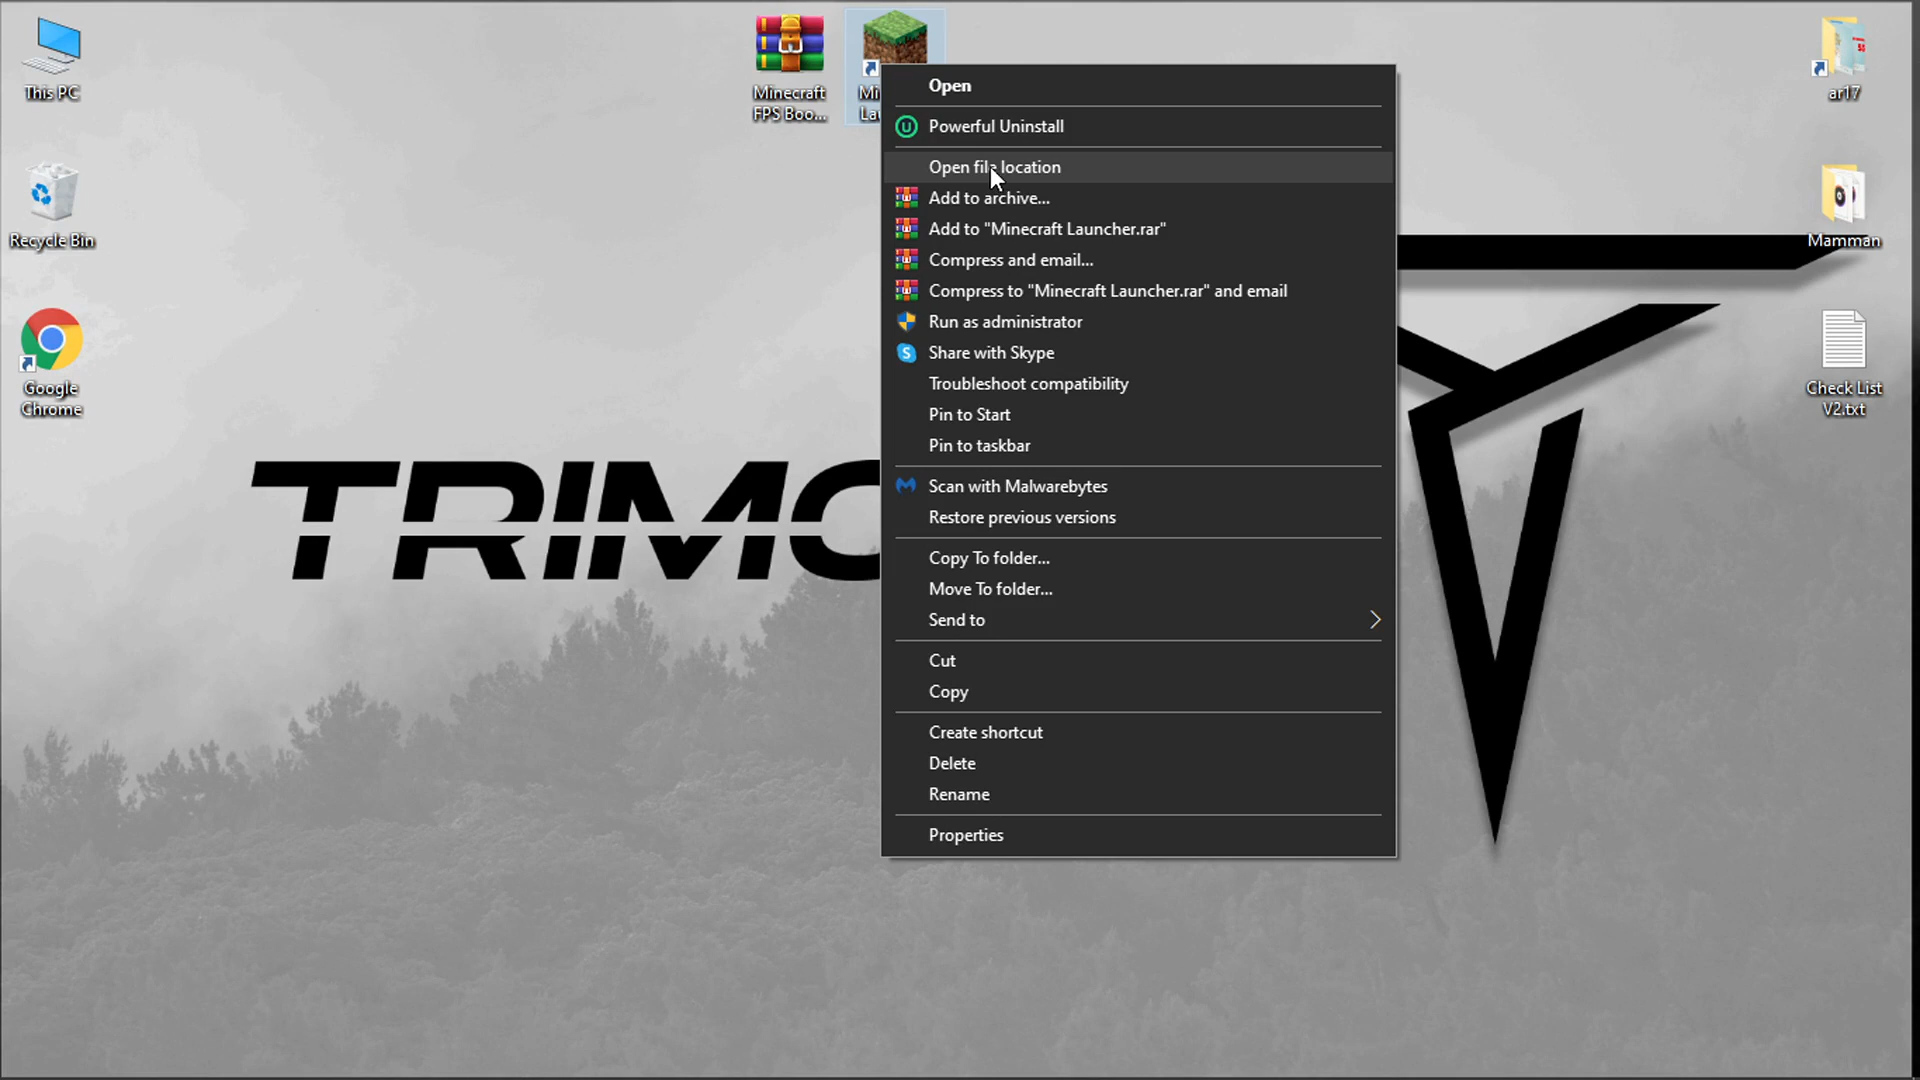 This PC
Recycle Bin
Google
Chrome
Minecraft
FPS Boo...
Mi
Lau
Open
Powerful Uninstall
Open file location
Add to archive...
Add to "Minecraft Launcher.rar"
Compress and email...
Compress to "Minecraft Launcher.rar" and email
Run as administrator
Share with Skype
Troubleshoot compatibility
Pin to Start
Pin to taskbar
Scan with Malwarebytes
Restore previous versions
Copy To folder...
Move To folder...
Send to
Cut
Copy
Create shortcut
Delete
Rename
Properties
TRIMO
ar17
Mamman
Check List
V2.txt